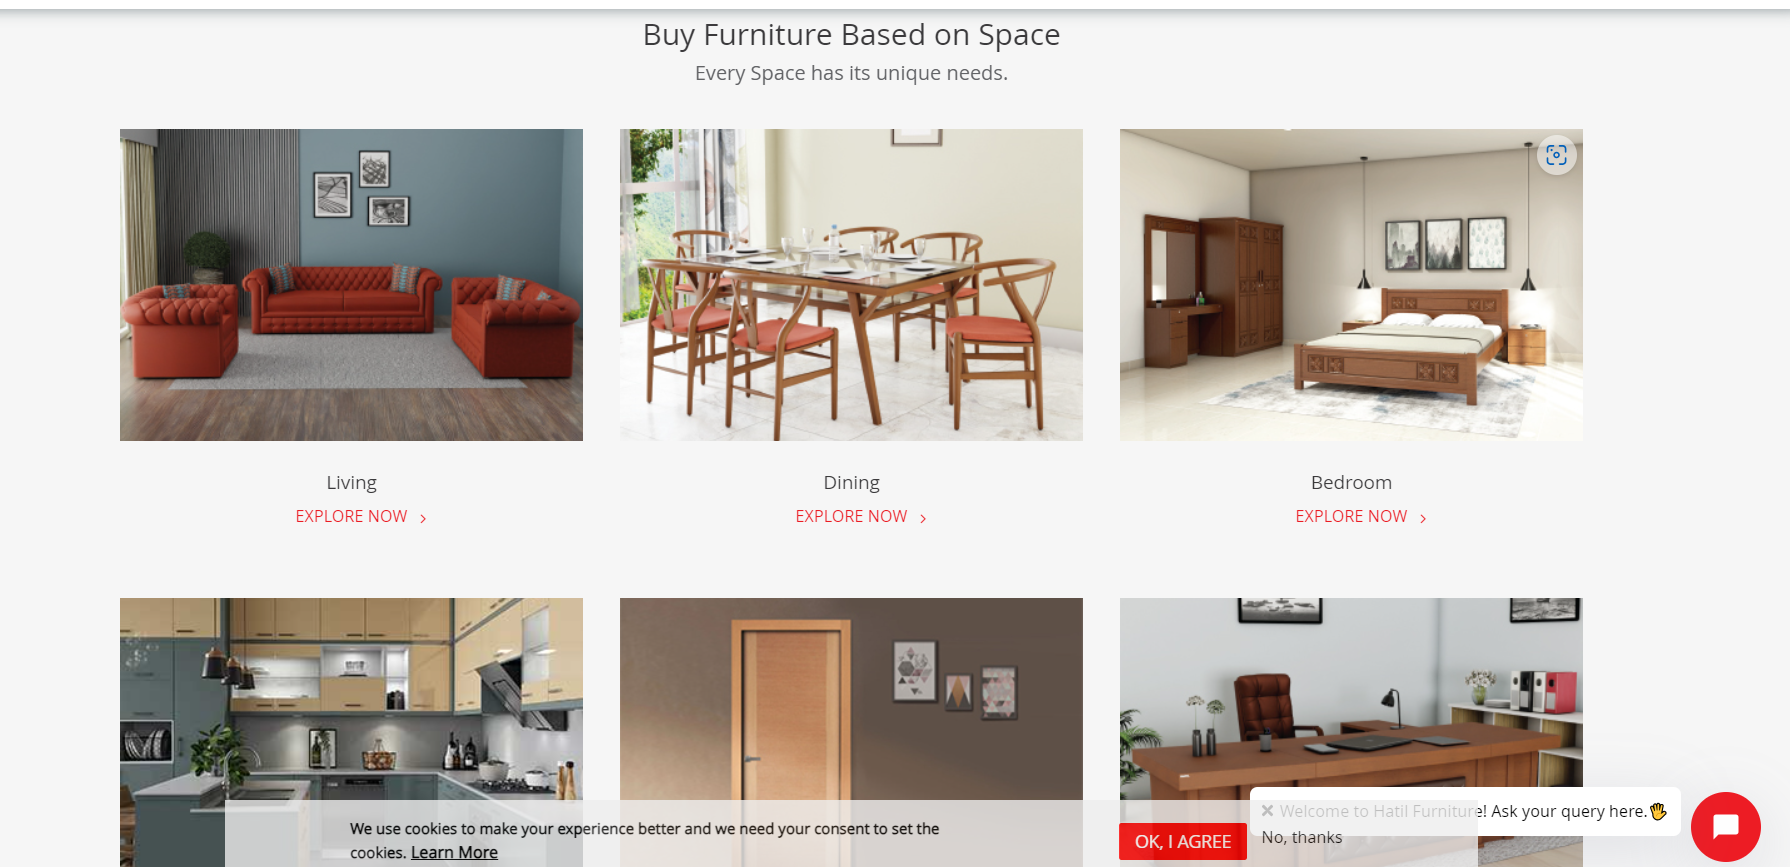 Buy Furniture Based on Space
Every Space has its unique needs.
Living
Dining
Bedroom
EXPLORE NOW
EXPLORE NOW
EXPLORE NOW
We use cookies to make your experience better and we need your consent to set the
cookies. Learn More
OK, I AGREE
Welcome to Hatil Furniture! Ask your query here.👋
No, thanks